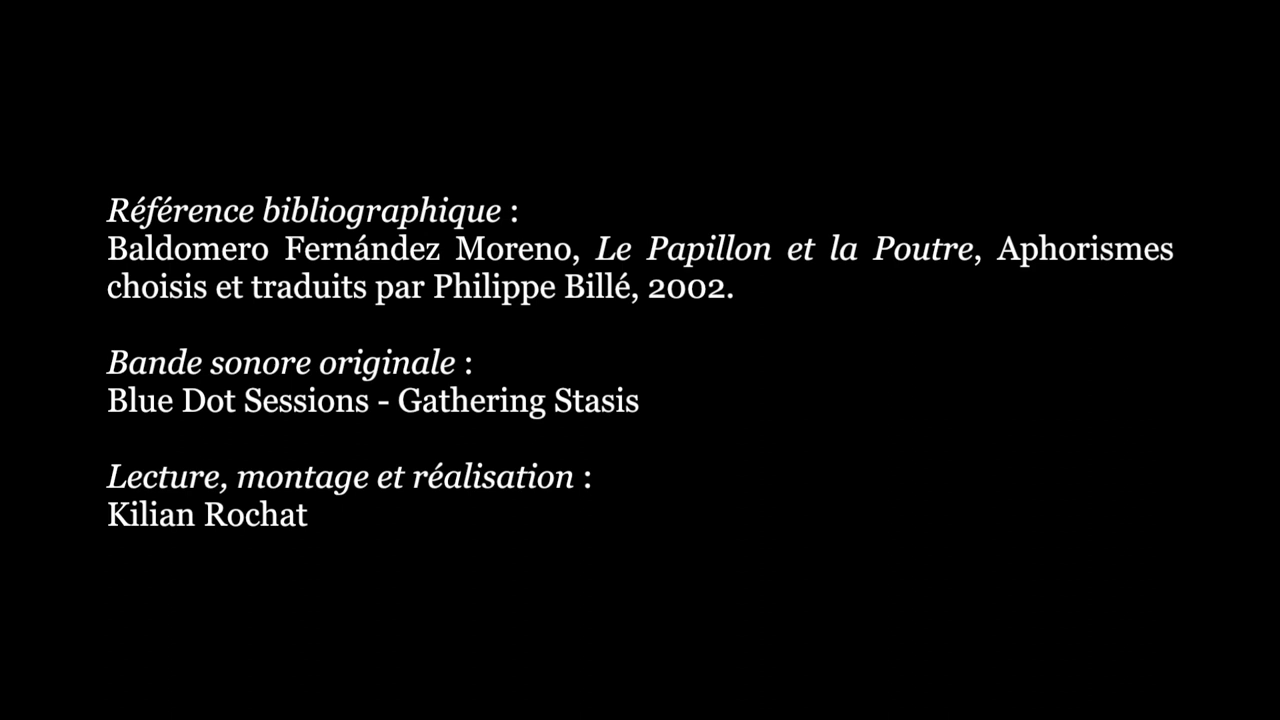 Référence bibliographique :
Baldomero Fernández Moreno, Le Papillon et la Poutre, Aphorismes
choisis et traduits par Philippe Billé, 2002.
Bande sonore originale :
Blue Dot Sessions - Gathering Stasis
Lecture, montage et réalisation :
Kilian Rochat